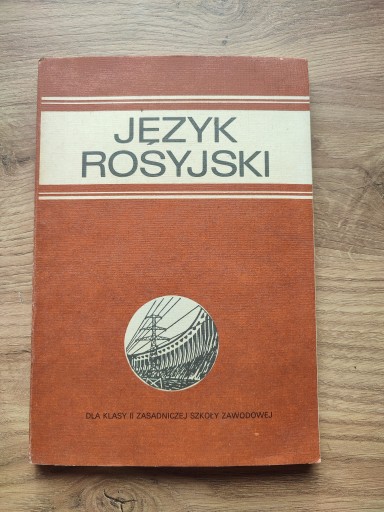 JĘZYK
ROSYJSKI
DLA KLASY II ZASADNICZEJ SZKOŁY ZAWODOWEJ